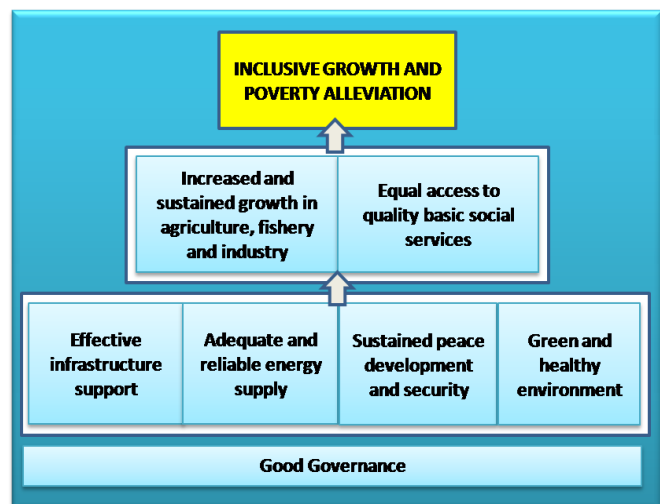 INCLUSIVE GROWTH AND
POVERTY ALLEVIATION
Increased and
sustained growth in
agriculture, fishery
and industry
Equal access to
quality basic social
services
Effective
infrastructure
support
Adequate and
reliable energy
supply
Sustained peace
development
and security
Green and
healthy
environment
Good Governance